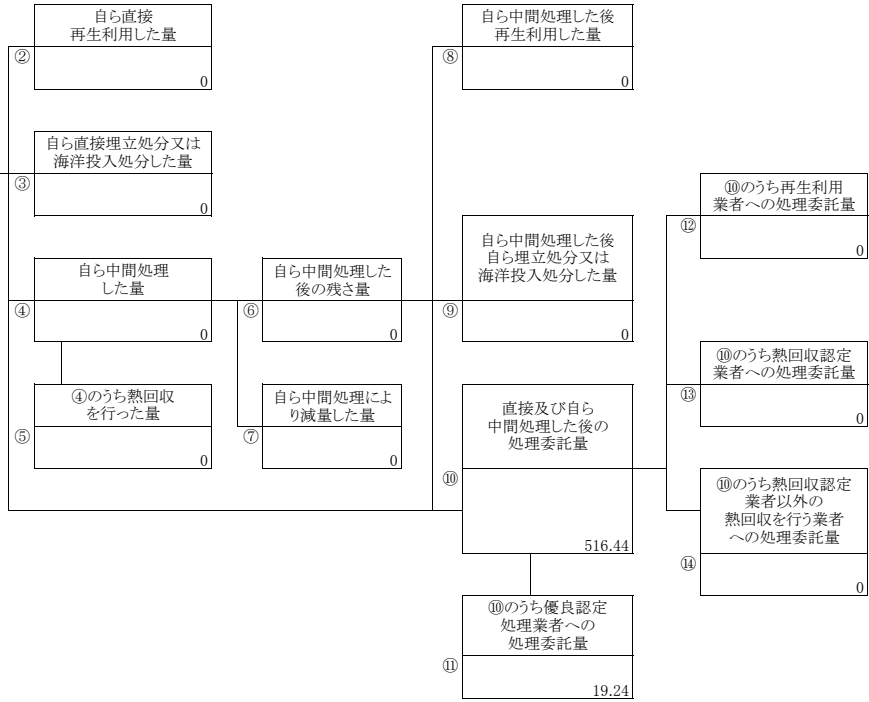 自ら直接
再生利用した量
②
0
自ら直接埋立処分又は
海洋投入処分した量
③
0
自ら中間処理
した量
④
0
④のうち熱回収
を行った量
⑤
0
自ら中間処理した
後の残さ量
⑥
0
自ら中間処理によ
り減量した量
⑦
0
自ら中間処理した後
再生利用した量
⑧
0
自ら中間処理した後
自ら埋立処分又は
海洋投入処分した量
⑨
0
直接及び自ら
中間処理した後の
処理委託量
⑩
516.44
⑩のうち優良認定
処理業者への
処理委託量
⑪
19.24
⑩のうち再生利用
業者への処理委託量
⑫
0
⑩のうち熱回収認定
業者への処理委託量
⑬
0
⑩のうち熱回収認定
業者以外の
熱回収を行う業者
への処理委託量
⑭
0